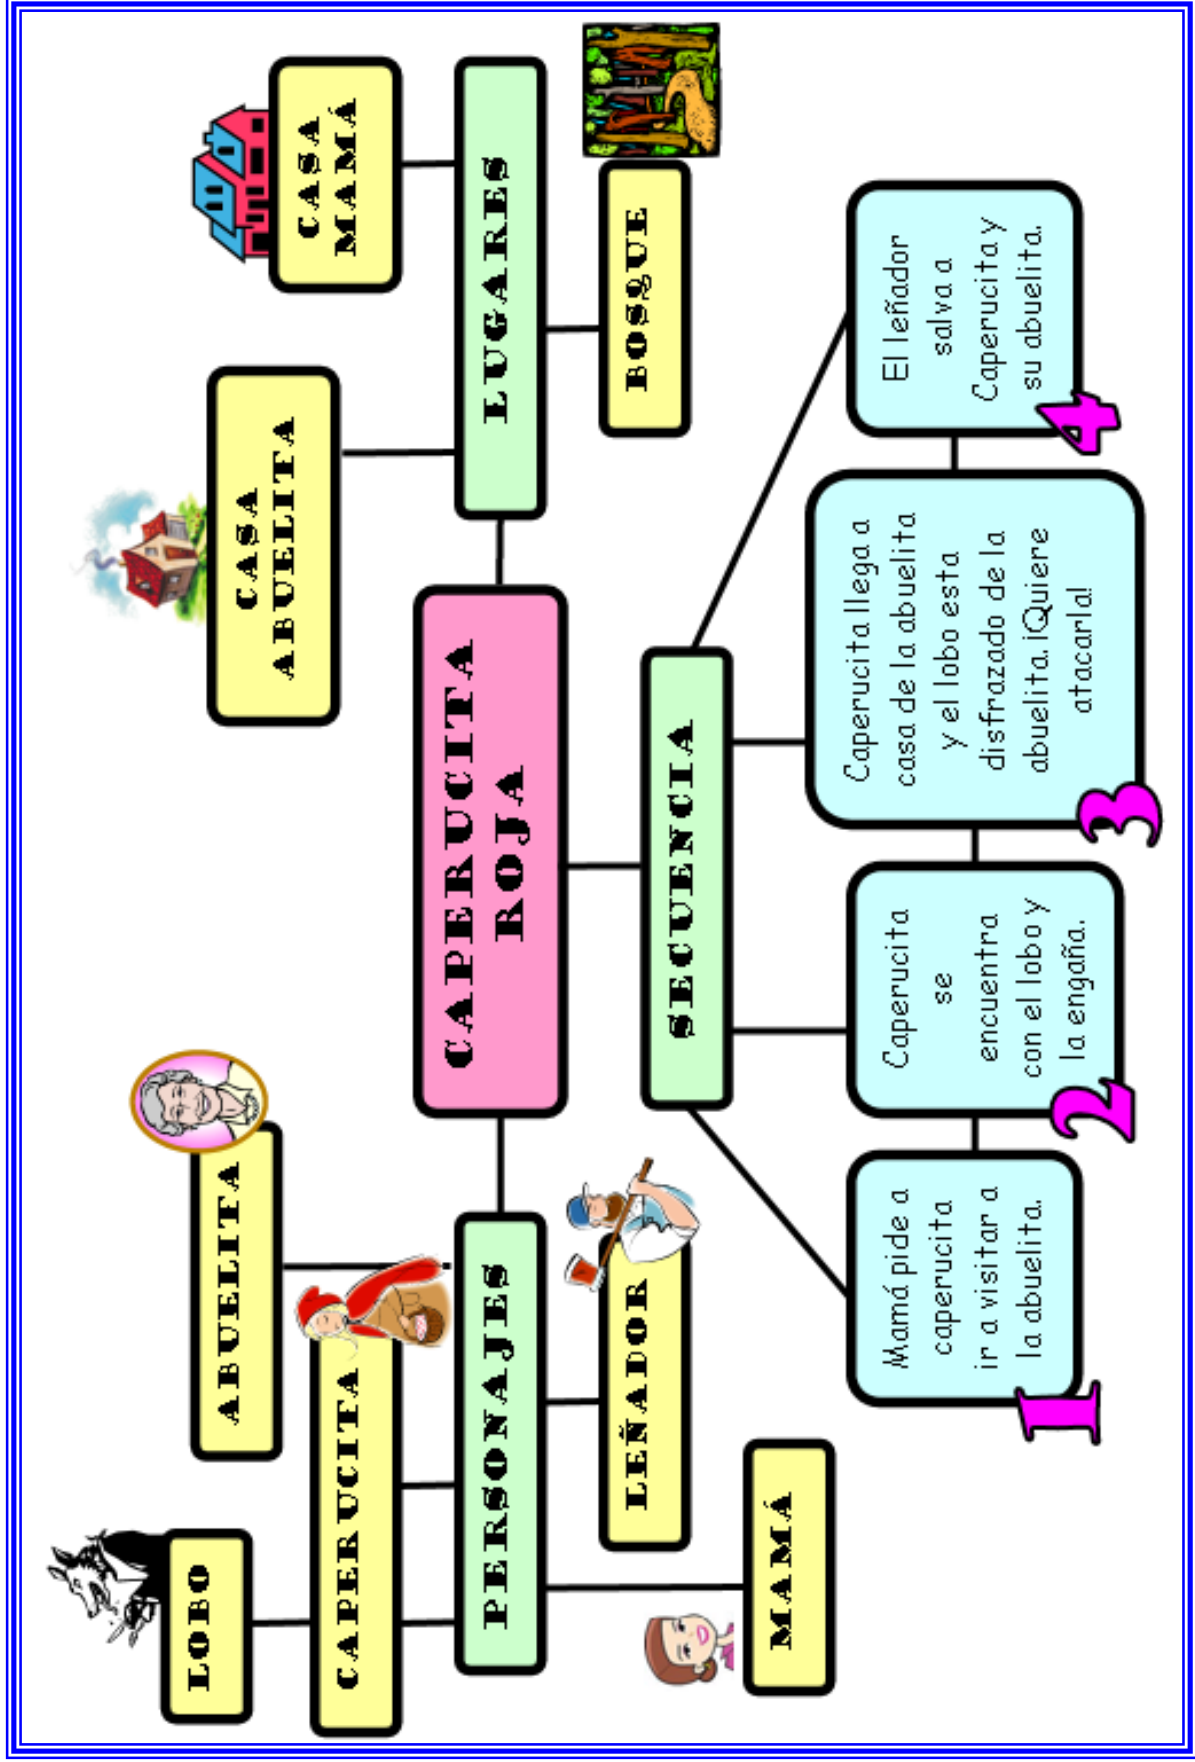 LOBO
ABUELITA
CASA
ABUELITA
CASA
MAMÁ
CAPERUCITA
PERSONAJES
CAPERUCITA
ROJA
LUGARES
LEÑADOR
BOSQUE
MAMÁ
SECUENCIA
Mamá pide a
caperucita
ir a visitar a
la abuelita.
1
Caperucita
se
encuentra
con el lobo y
la engaña.
2
Caperucita llega a
casa de la abuelita
y el lobo esta
disfrazado de la
abuelita. ¡Quiere
atacarla!
3
El leñador
salva a
Caperucita y
su abuelita.
4